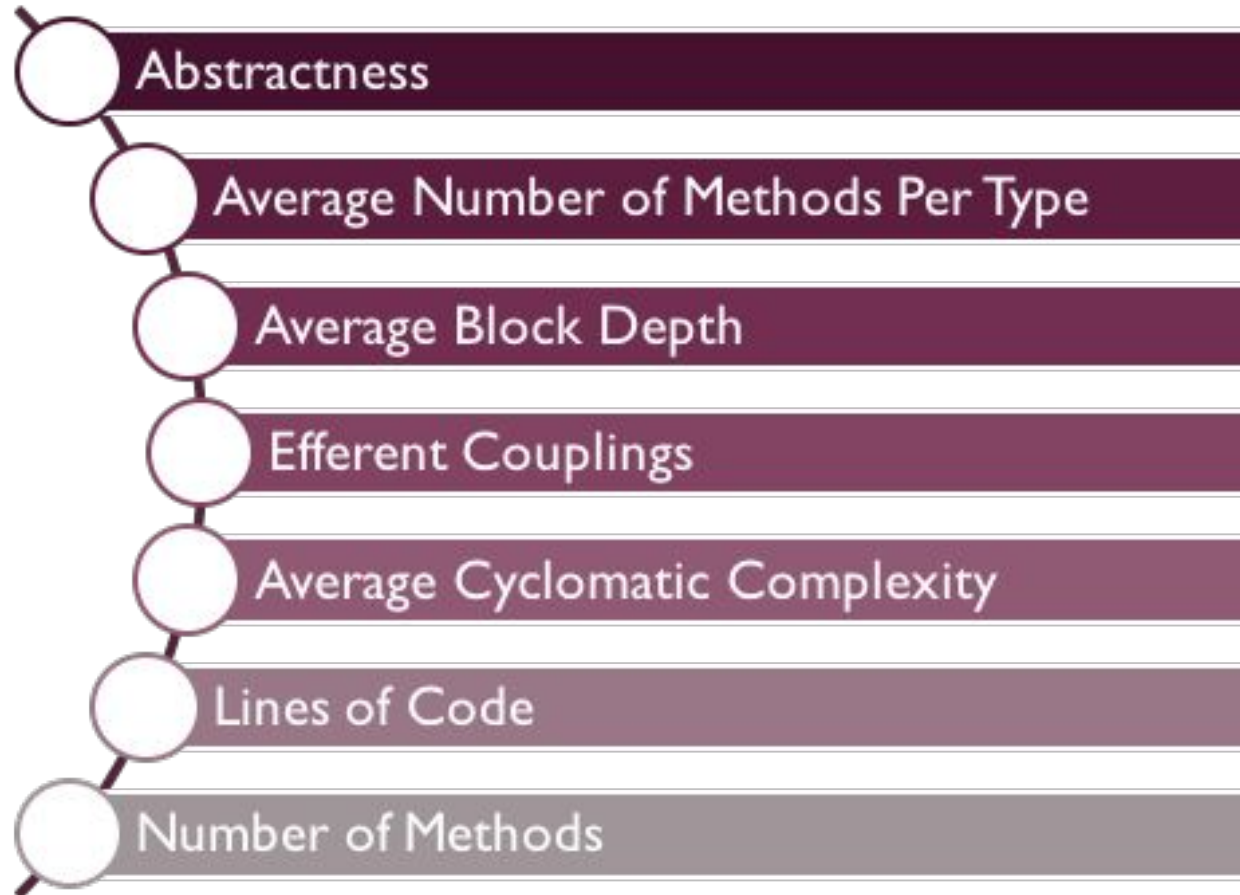 Abstractness
Average Number of Methods Per Type
Average Block Depth
Efferent Couplings
Average Cyclomatic Complexity
Lines of Code
Number of Methods